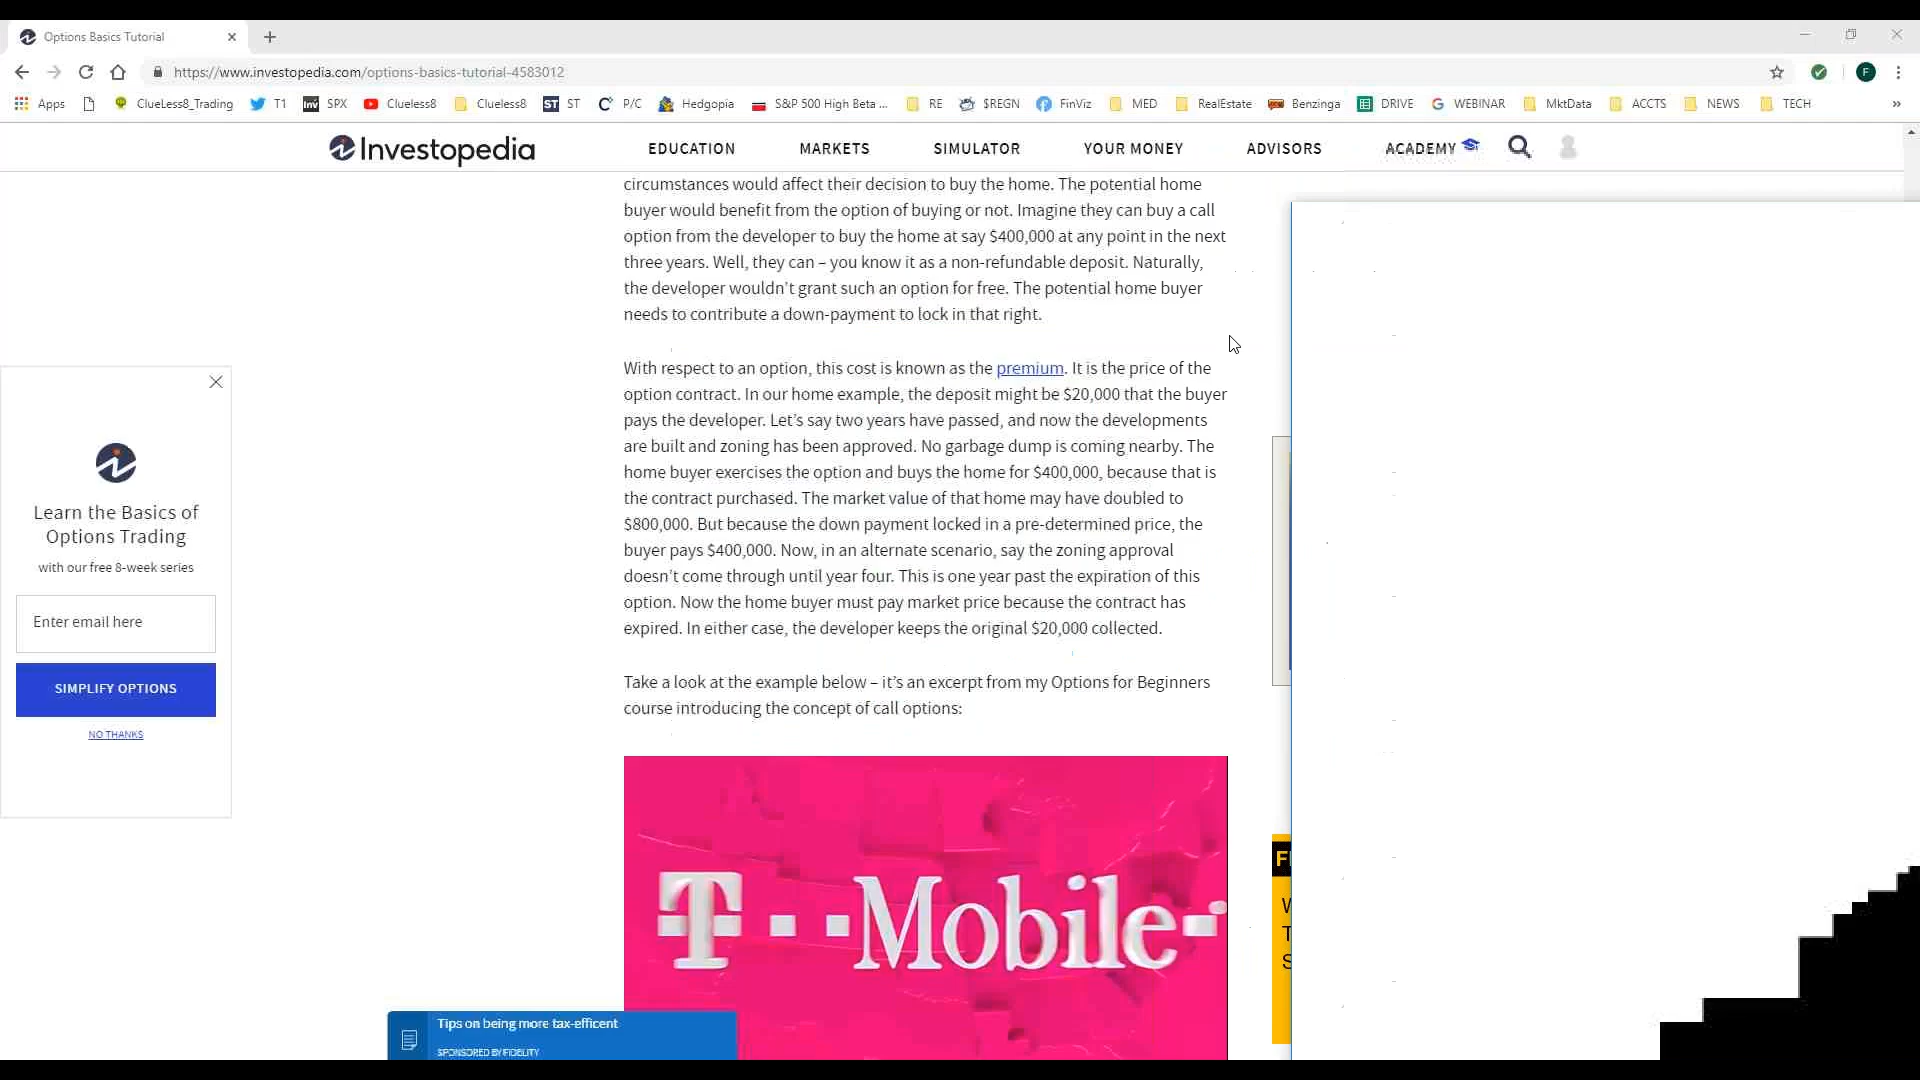 Options Basics Tutorial
https://www.investopedia.com/options-basics-tutorial-4583012
F
Apps ClueLess8_Trading T1 Inv SPX Clueless8 Clueless8 ST ST P/C Hedgopia S&P 500 High Beta ... RE $REGN FinViz MED RealEstate Benzinga DRIVE WEBINAR MktData ACCTS NEWS TECH »
Investopedia EDUCATION MARKETS SIMULATOR YOUR MONEY ADVISORS ACADEMY
circumstances would affect their decision to buy the home. The potential home
buyer would benefit from the option of buying or not. Imagine they can buy a call
option from the developer to buy the home at say $400,000 at any point in the next
three years. Well, they can – you know it as a non-refundable deposit. Naturally,
the developer wouldn't grant such an option for free. The potential home buyer
needs to contribute a down-payment to lock in that right.
With respect to an option, this cost is known as the premium. It is the price of the
option contract. In our home example, the deposit might be $20,000 that the buyer
pays the developer. Let's say two years have passed, and now the developments
are built and zoning has been approved. No garbage dump is coming nearby. The
home buyer exercises the option and buys the home for $400,000, because that is
the contract purchased. The market value of that home may have doubled to
$800,000. But because the down payment locked in a pre-determined price, the
buyer pays $400,000. Now, in an alternate scenario, say the zoning approval
doesn't come through until year four. This is one year past the expiration of this
option. Now the home buyer must pay market price because the contract has
expired. In either case, the developer keeps the original $20,000 collected.
Take a look at the example below – it's an excerpt from my Options for Beginners
course introducing the concept of call options:
Learn the Basics of
Options Trading
with our free 8-week series
Enter email here
SIMPLIFY OPTIONS
NO THANKS
T Mobile
Tips on being more tax-efficent
SPONSORED BY FIDELITY